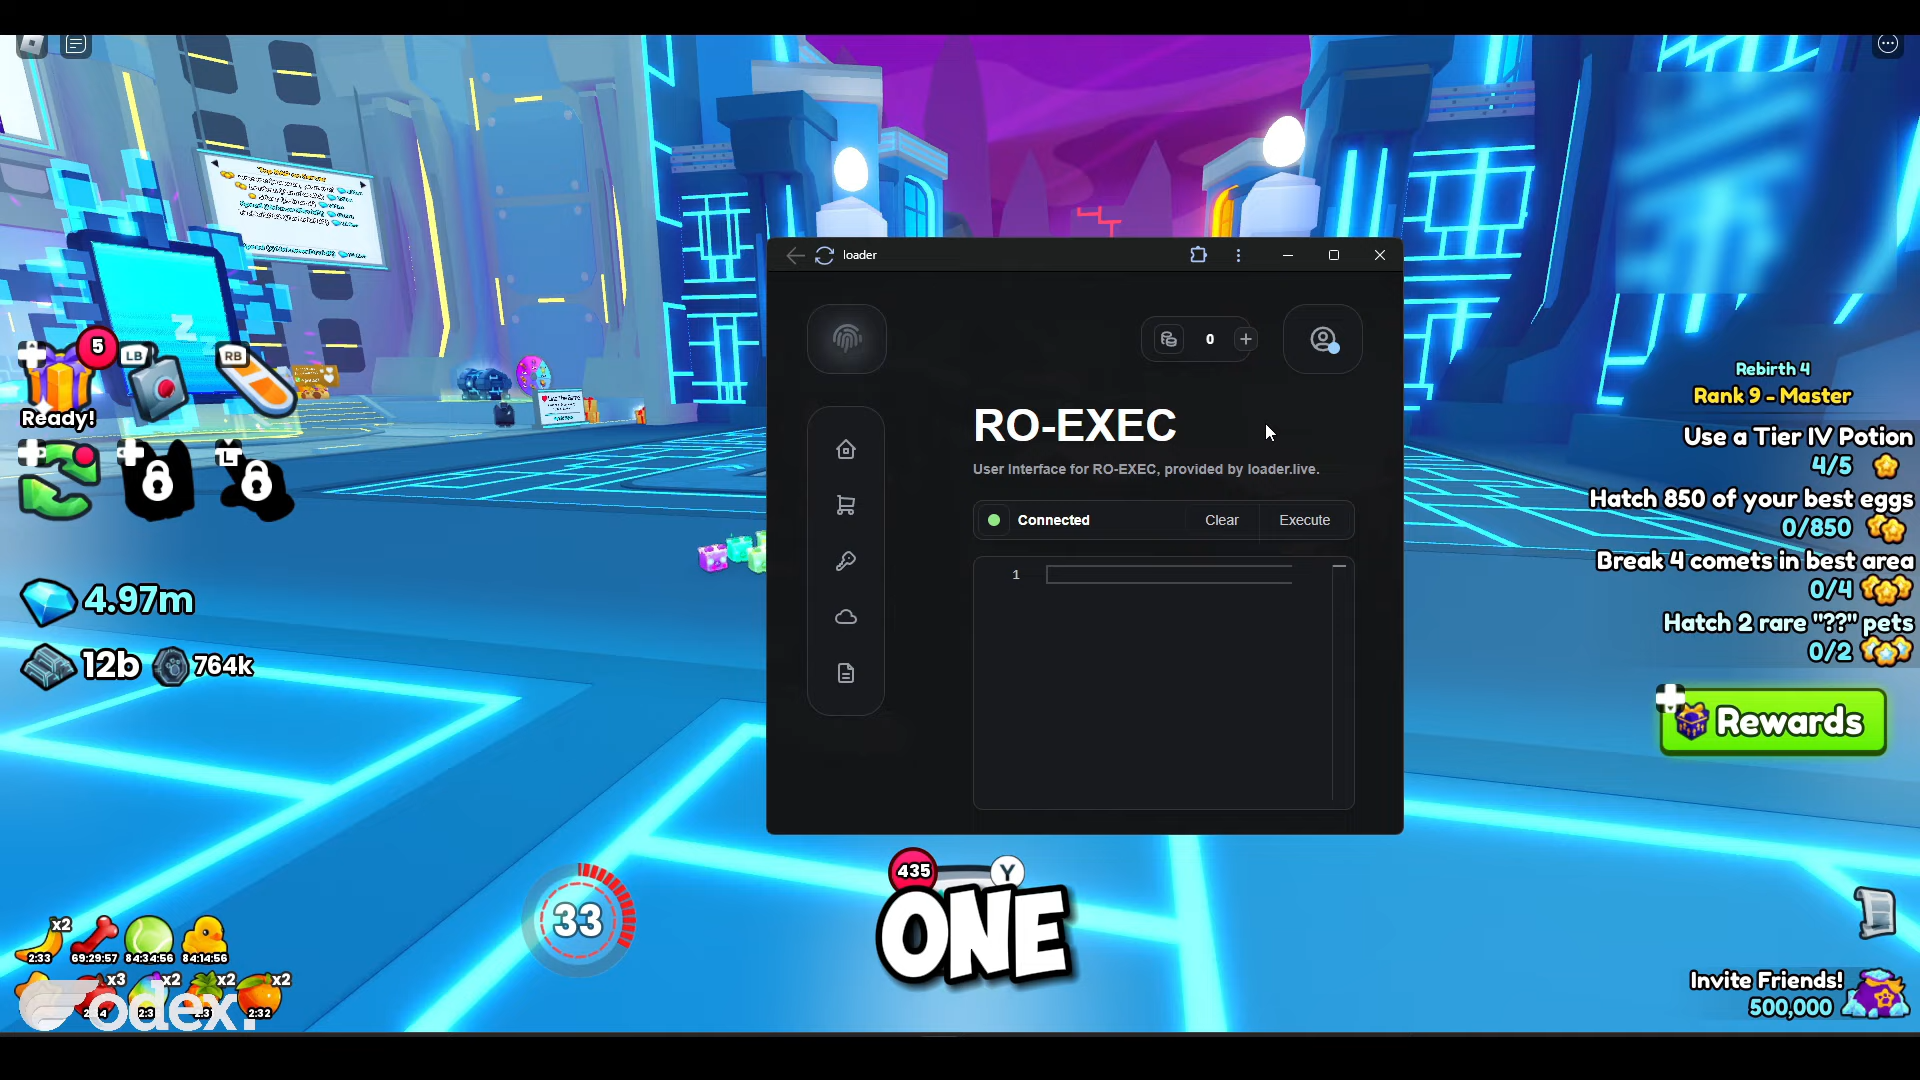 loader
0
RO-EXEC
User Interface for RO-EXEC, provided by loader.live.
Connected
Clear
Execute
1
5
LB
RB
Ready!
L
4.97m
12b
764k
Rebirth 4
Rank 9 - Master
Use a Tier IV Potion
4/5
Hatch 850 of your best eggs
0/850
Break 4 comets in best area
0/4
Hatch 2 rare "??" pets
0/2
Rewards
33
435
Y
ONE
x2
2:33
69:29:57
84:34:56
84:14:56
x3
x2
x2
x2
2:32
odex.
Invite Friends!
500,000